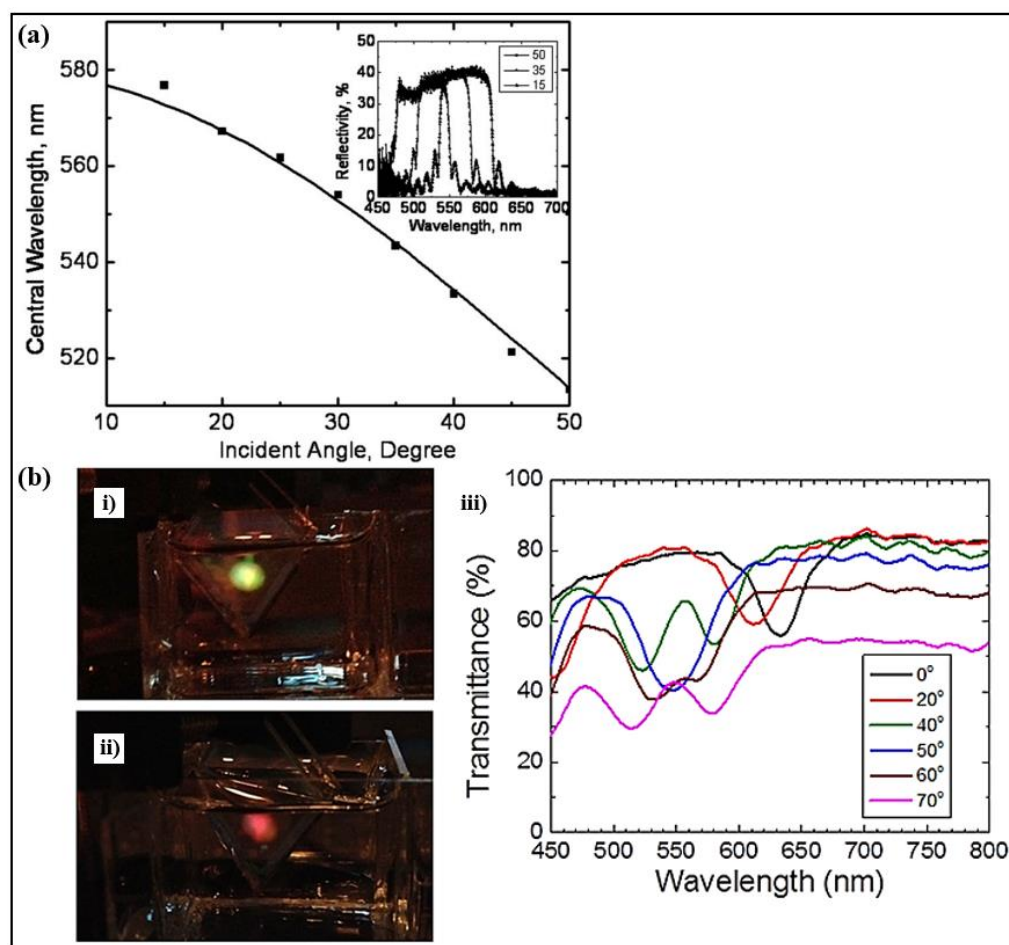 (a)
580
560
540
520
Central Wavelength, nm
10 20 30 40 50
Incident Angle, Degree
50
40
30
20
10
0
Reflectivity, %
450 500 550 600 650 700
Wavelength, nm
50
35
15
(b)
i)
ii)
iii)
100
80
60
40
20
0
Transmittance (%)
450 500 550 600 650 700 750 800
Wavelength (nm)
0°
20°
40°
50°
60°
70°